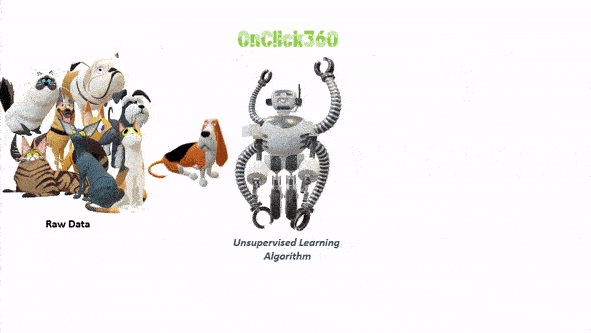 OnClick360
Raw Data
Unsupervised Learning
Algorithm